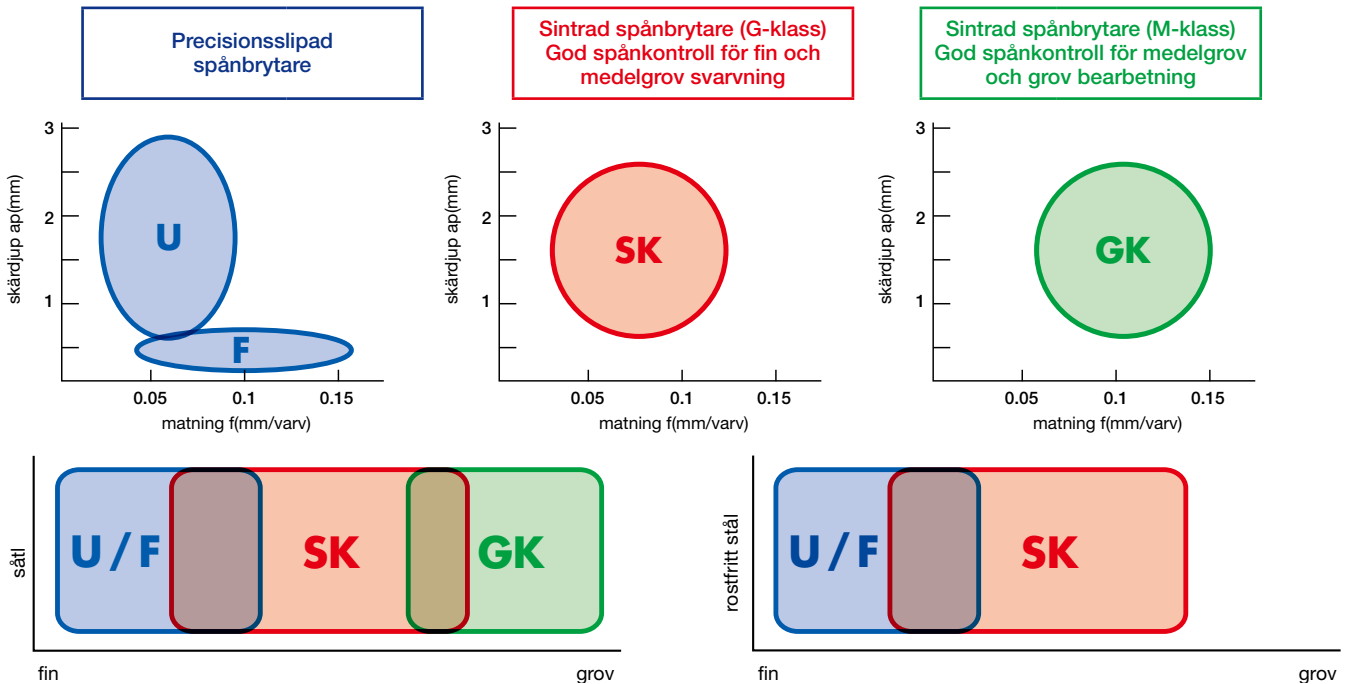 Precisionsslipad
spånbrytare
Sintrad spånbrytare (G-klass)
God spånkontroll för fin och
medelgrov svarvning
Sintrad spånbrytare (M-klass)
God spånkontroll för medelgrov
och grov bearbetning
skärdjup ap(mm)
3
2
1
U
F
0.05 0.1 0.15
matning f(mm/varv)
skärdjup ap(mm)
3
2
1
SK
0.05 0.1 0.15
matning f(mm/varv)
skärdjup ap(mm)
3
2
1
GK
0.05 0.1 0.15
matning f(mm/varv)
såtl
U / F SK GK
fin grov
rostfritt stål
U / F SK
fin grov